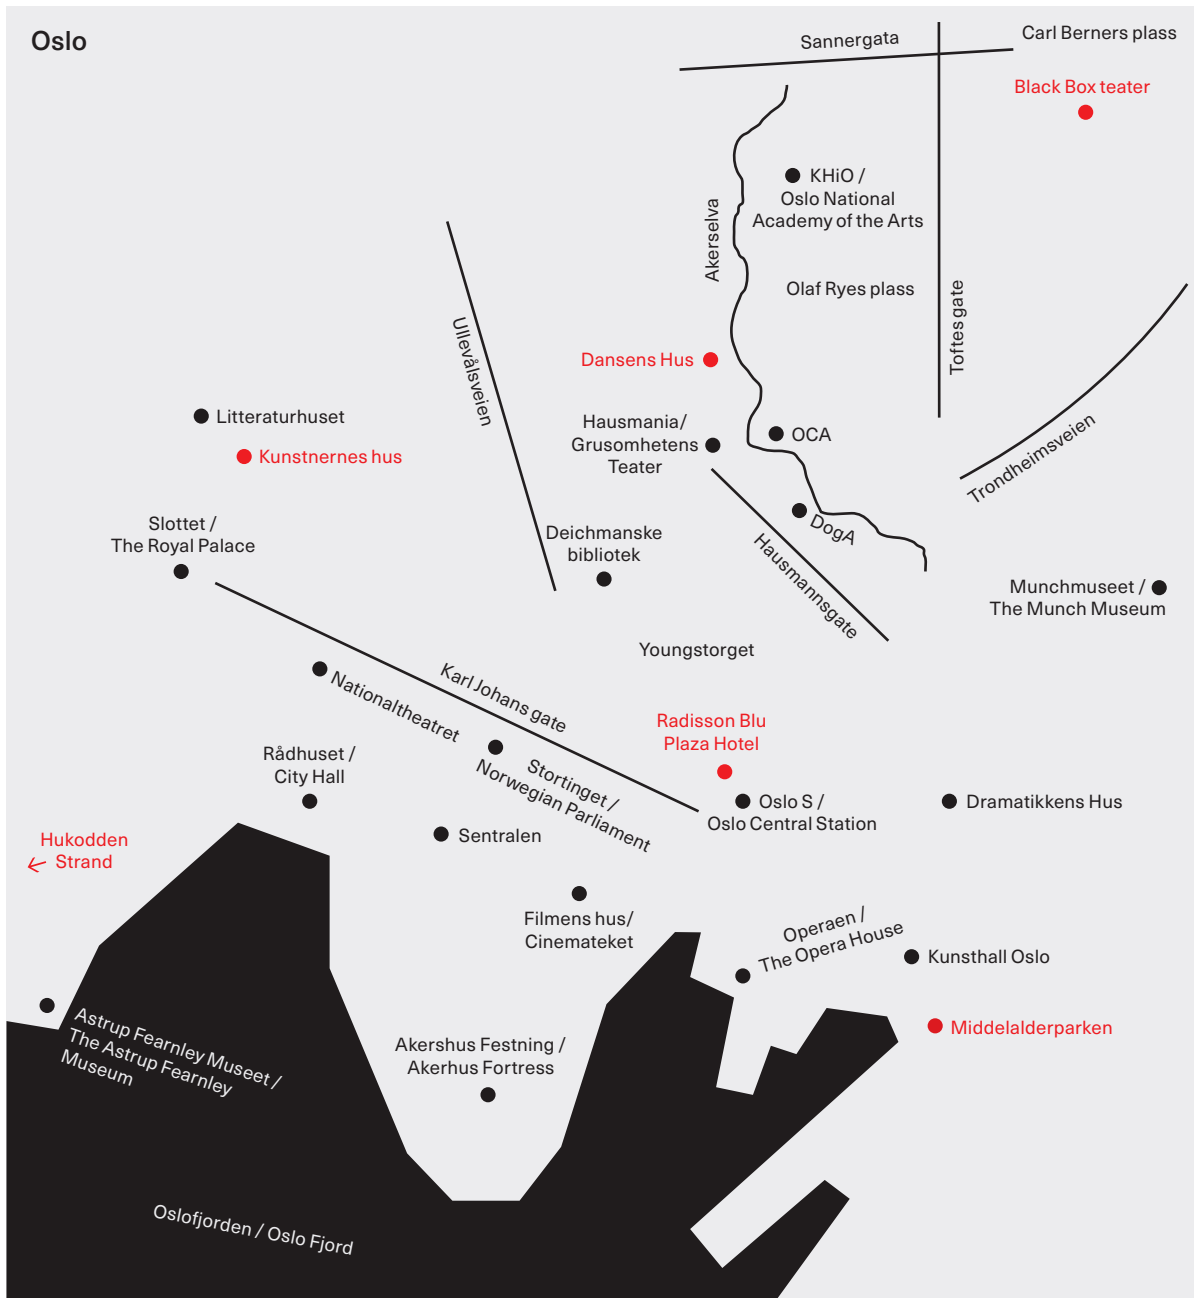 Oslo
Sannergata
Carl Berners plass
Black Box teater
KHiO /
Oslo National
Academy of the Arts
Akerselva
Olaf Ryes plass
Toftes gate
Ullevålsveien
Dansens Hus
Litteraturhuset
Kunstnernes hus
Hausmania/
Grusomhetens
Teater
OCA
Trondheimsveien
Slottet /
The Royal Palace
Deichmanske
bibliotek
DogA
Hausmannsgate
Munchmuseet /
The Munch Museum
Youngstorget
Karl Johans gate
Nationaltheatret
Radisson Blu
Plaza Hotel
Rådhuset /
City Hall
Stortinget /
Norwegian Parliament
Oslo S /
Oslo Central Station
Dramatikkens Hus
Sentralen
Hukodden
Strand
Filmens hus/
Cinemateket
Operaen /
The Opera House
Kunsthall Oslo
Middelalderparken
Astrup Fearnley Museet /
The Astrup Fearnley
Museum
Akershus Festning /
Akerhus Fortress
Oslofjorden / Oslo Fjord